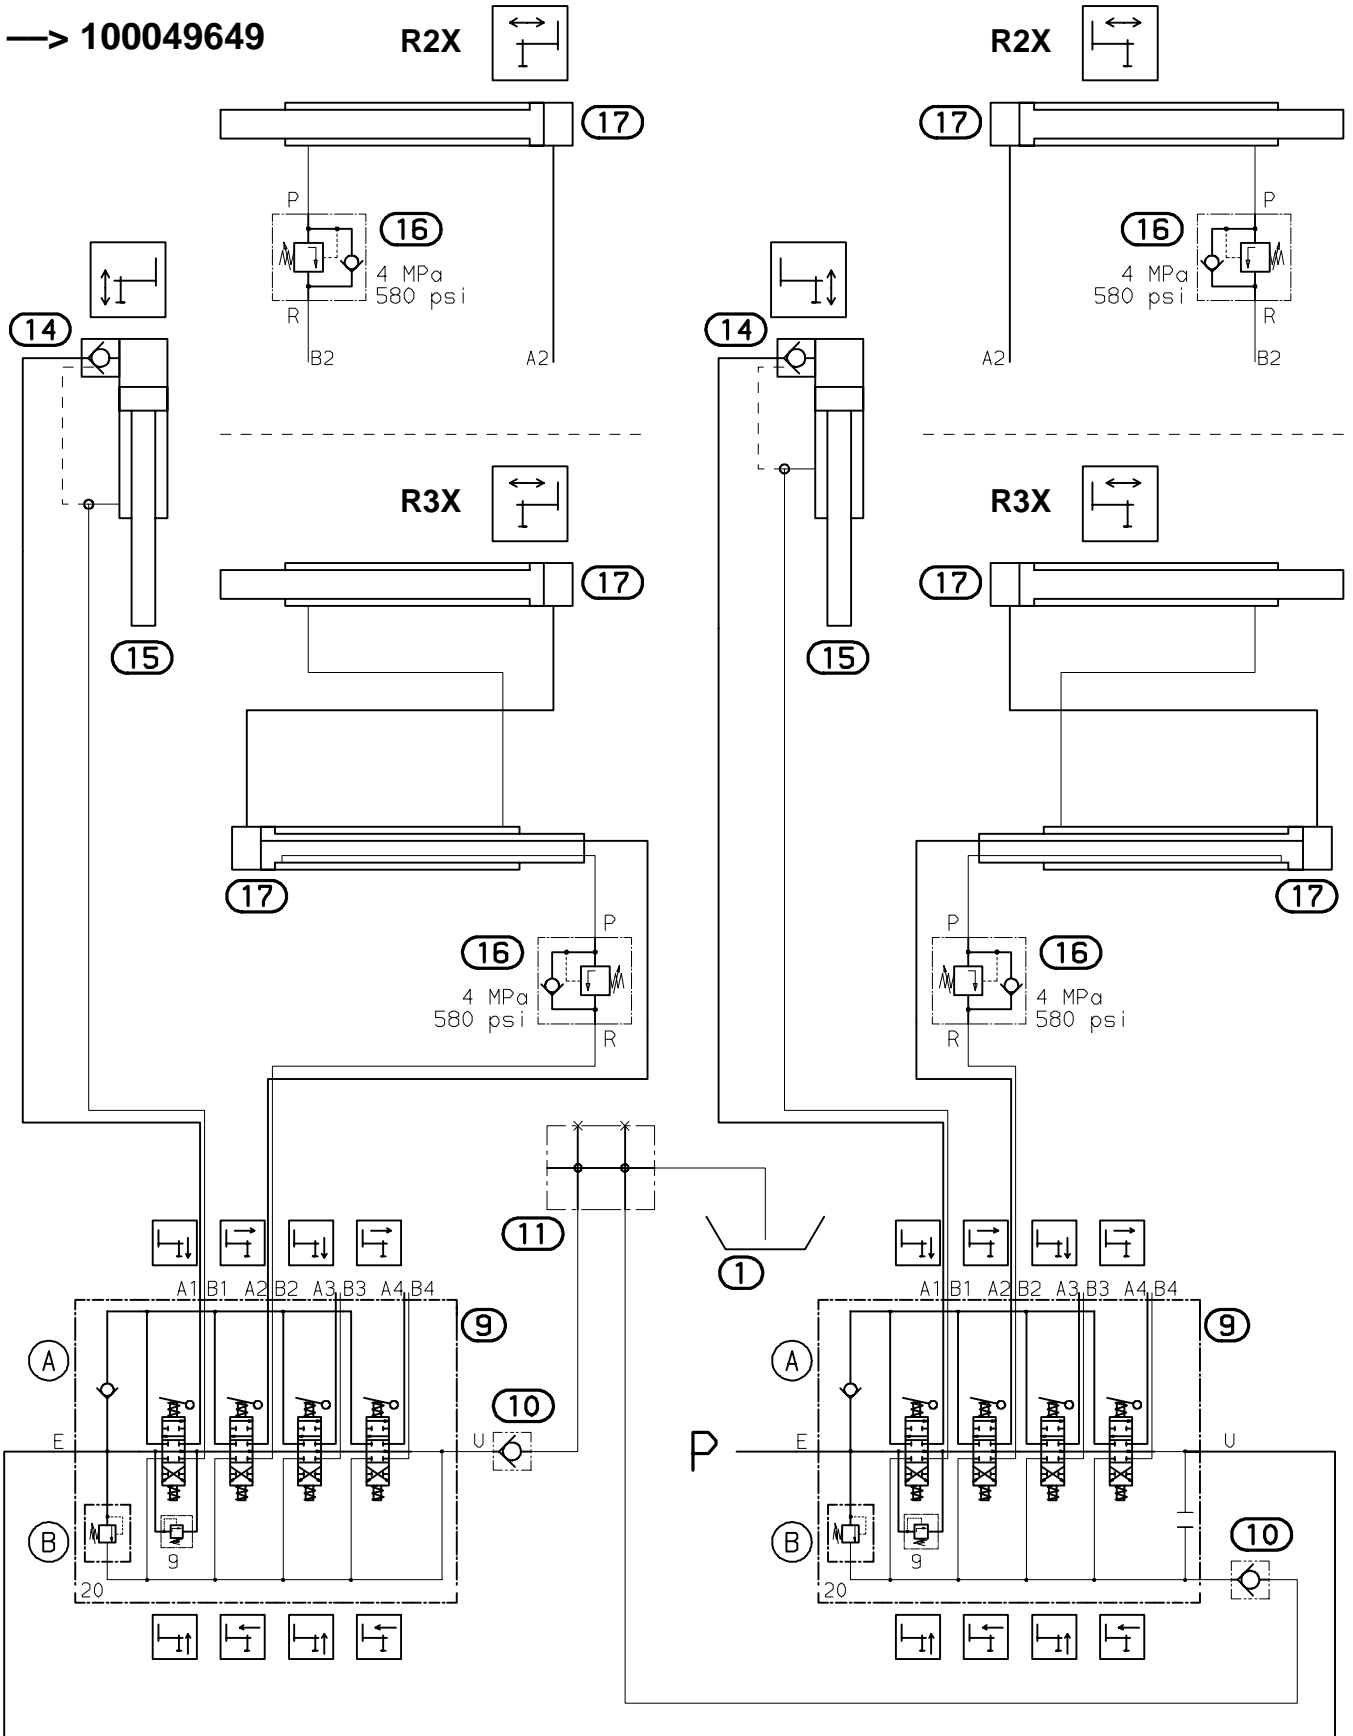 —> 100049649
R2X
R2X
17
17
P
P
16
16
4 MPa
580 psi
4 MPa
580 psi
R
R
14
14
B2
A2
A2
B2
R3X
R3X
17
17
15
15
17
17
P
P
16
16
4 MPa
580 psi
4 MPa
580 psi
R
R
11
1
A1 B1 A2 B2 A3 B3 A4 B4
A1 B1 A2 B2 A3 B3 A4 B4
9
9
A
A
10
E
U
P
E
U
B
B
10
9
9
20
20